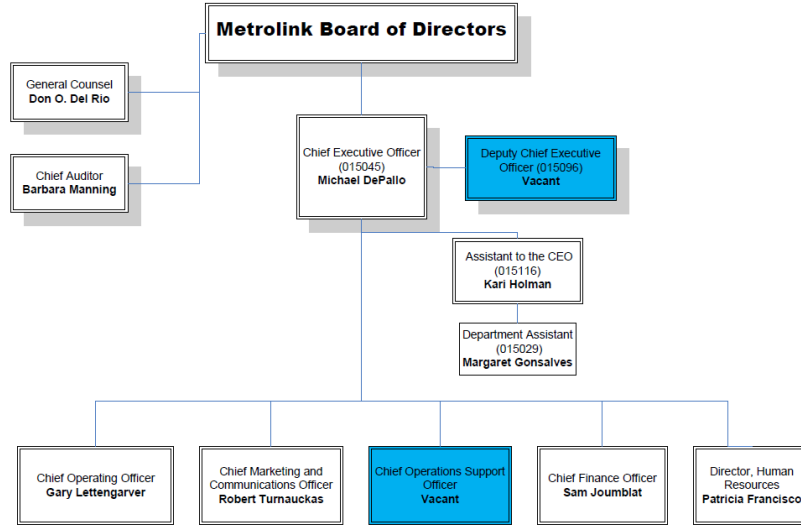 Metrolink Board of Directors
General Counsel
Don O. Del Rio
Chief Auditor
Barbara Manning
Chief Executive Officer
(015045)
Michael DePallo
Deputy Chief Executive
Officer (015096)
Vacant
Assistant to the CEO
(015116)
Kari Holman
Department Assistant
(015029)
Margaret Gonsalves
Chief Operating Officer
Gary Lettengarver
Chief Marketing and
Communications Officer
Robert Turnauckas
Chief Operations Support
Officer
Vacant
Chief Finance Officer
Sam Joumblat
Director, Human
Resources
Patricia Francisco